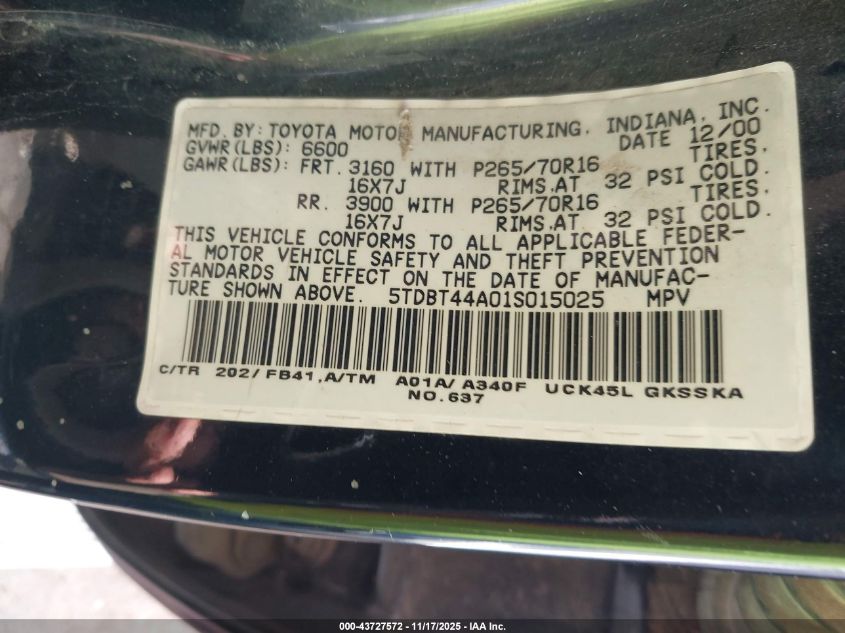 MFD. BY: TOYOTA MOTOR MANUFACTURING, INDIANA, INC.
GVWR(LBS): 6600 DATE 12/00
GAWR(LBS): FRT. 3160 WITH P265/70R16 TIRES,
16X7J RIMS,AT 32 PSI COLD.
RR. 3900 WITH P265/70R16 TIRES,
16X7J RIMS,AT 32 PSI COLD.
THIS VEHICLE CONFORMS TO ALL APPLICABLE FEDER-
AL MOTOR VEHICLE SAFETY AND THEFT PREVENTION
STANDARDS IN EFFECT ON THE DATE OF MANUFAC-
TURE SHOWN ABOVE. 5TDBT44A01S015025 MPV
C/TR 202/FB41,A/TM A01A/A340F UCK45L GKSSKA
NO.637
000-43727572 — 11/17/2025 — IAA Inc.